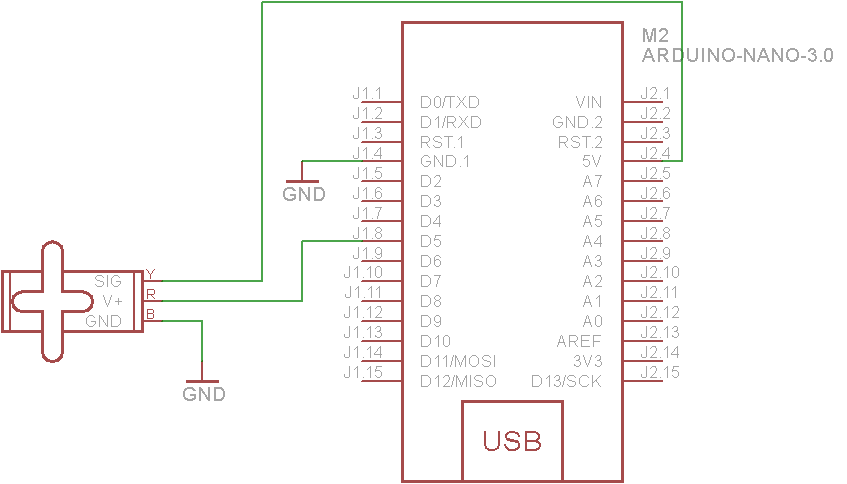 M2
ARDUINO-NANO-3.0
J1.1 D0/TXD VIN J2.1
J1.2 D1/RXD GND.2 J2.2
J1.3 RST.1 RST.2 J2.3
J1.4 GND.1 5V J2.4
J1.5 D2 A7 J2.5
GND
J1.6 D3 A6 J2.6
J1.7 D4 A5 J2.7
J1.8 D5 A4 J2.8
J1.9 D6 A3 J2.9
J1.10 D7 A2 J2.10
J1.11 D8 A1 J2.11
J1.12 D9 A0 J2.12
J1.13 D10 AREF J2.13
J1.14 D11/MOSI 3V3 J2.14
J1.15 D12/MISO D13/SCK J2.15
SIG Y
V+ R
GND B
GND
USB